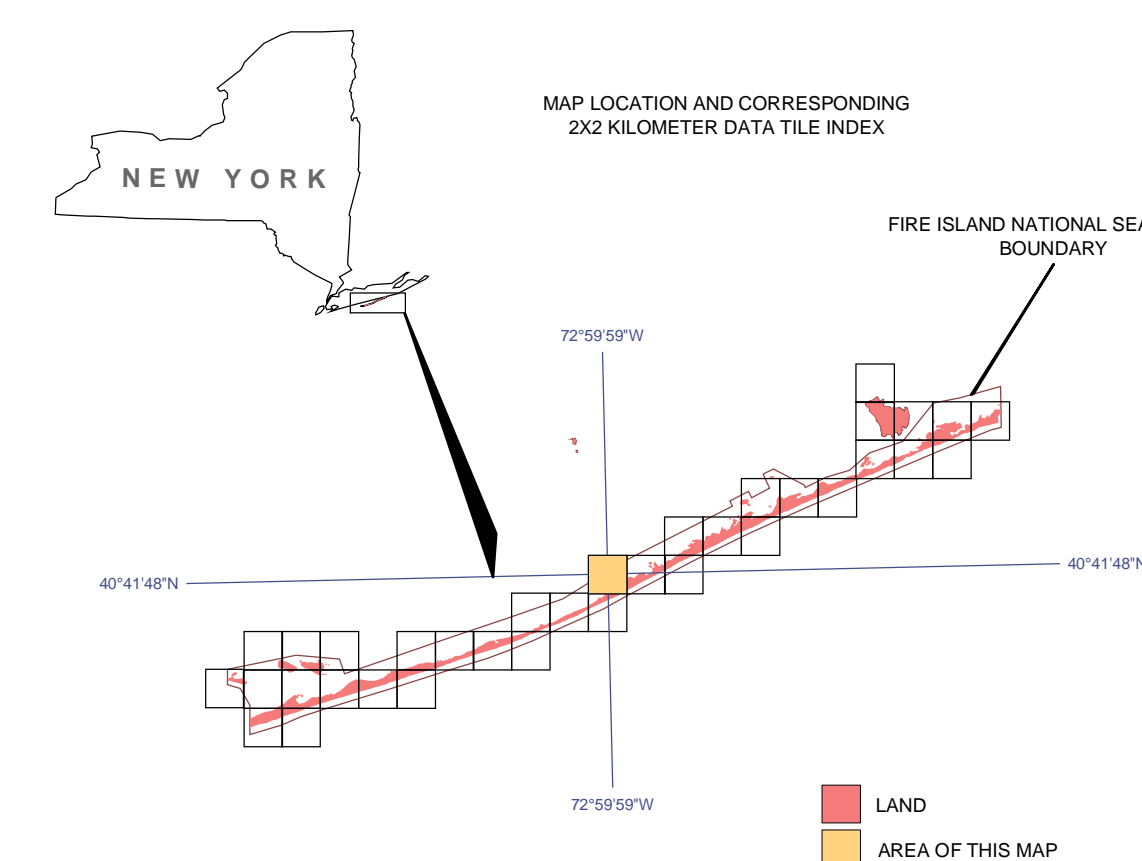 MAP LOCATION AND CORRESPONDING
2X2 KILOMETER DATA TILE INDEX
NEW YORK
FIRE ISLAND NATIONAL SEA
BOUNDARY
72°59'59"W
40°41'48"N
40°41'48"N
72°59'59"W
LAND
AREA OF THIS MAP